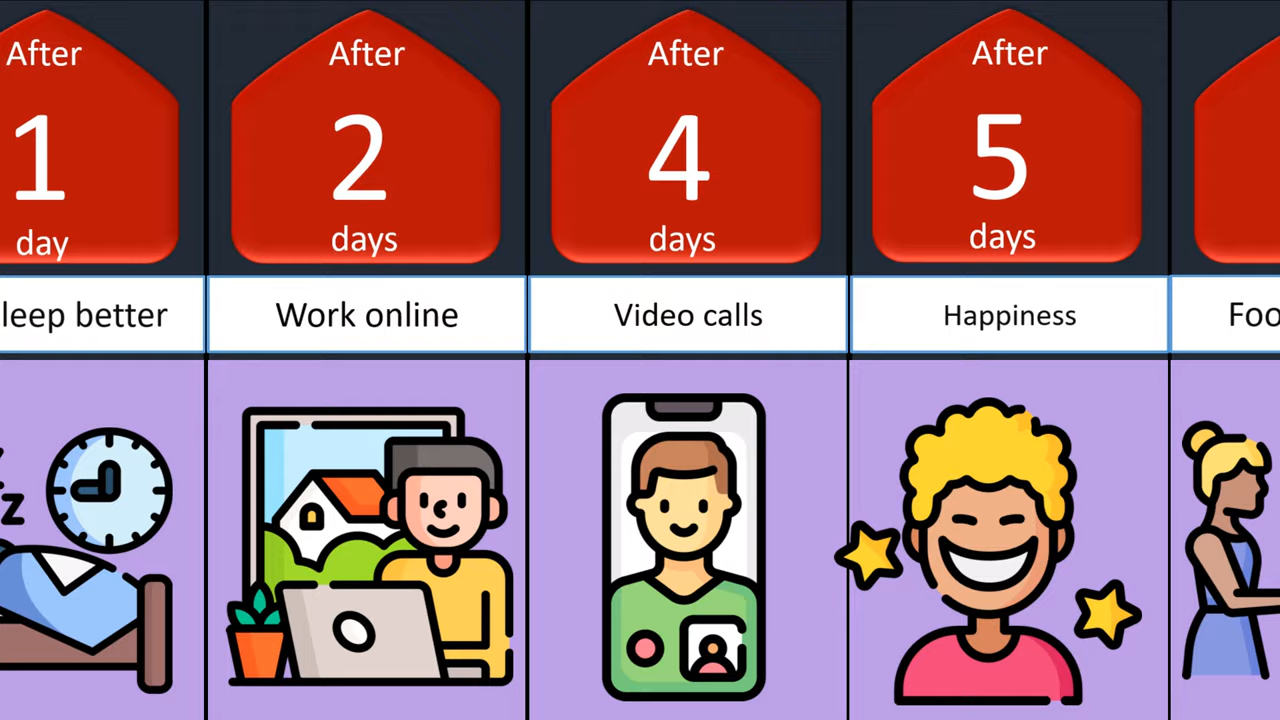 After
1
day
leep better
After
2
days
Work online
After
4
days
Video calls
After
5
days
Happiness
Foo
zz